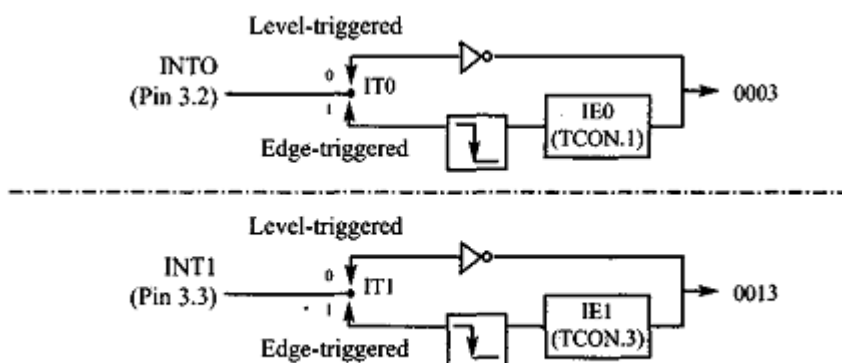 Level-triggered
INTO
(Pin 3.2)
0
IT0
1
0003
IE0
(TCON.1)
Edge-triggered
Level-triggered
INT1
(Pin 3.3)
0
IT1
1
0013
IE1
(TCON.3)
Edge-triggered